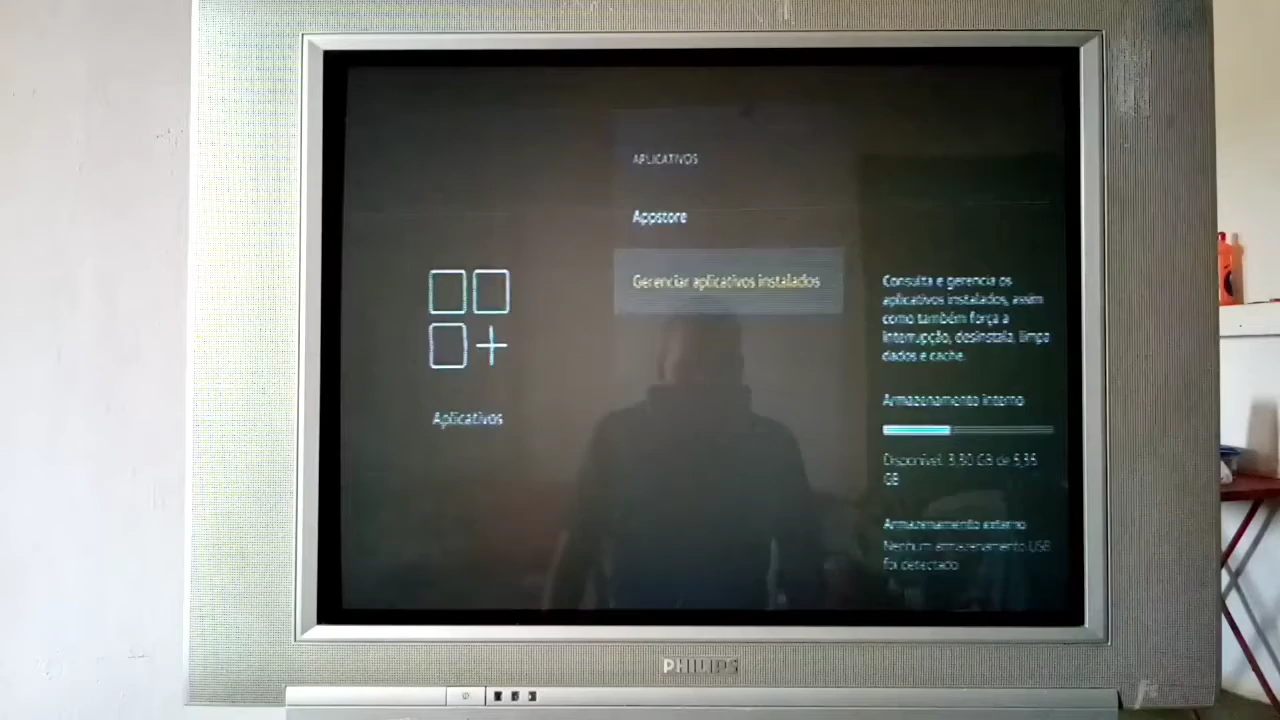 APLICATIVOS
Appstore
Gerenciar aplicativos instalados
Aplicativos
Consulta e gerencia os
aplicativos instalados, assim
como também força a
interrupção, desinstala, limpa
dados e cache.
Armazenamento interno
Disponível: 3,30 GB de 5,35
GB
Armazenamento externo
Nenhum armazenamento USB
foi detectado
PHILIPS